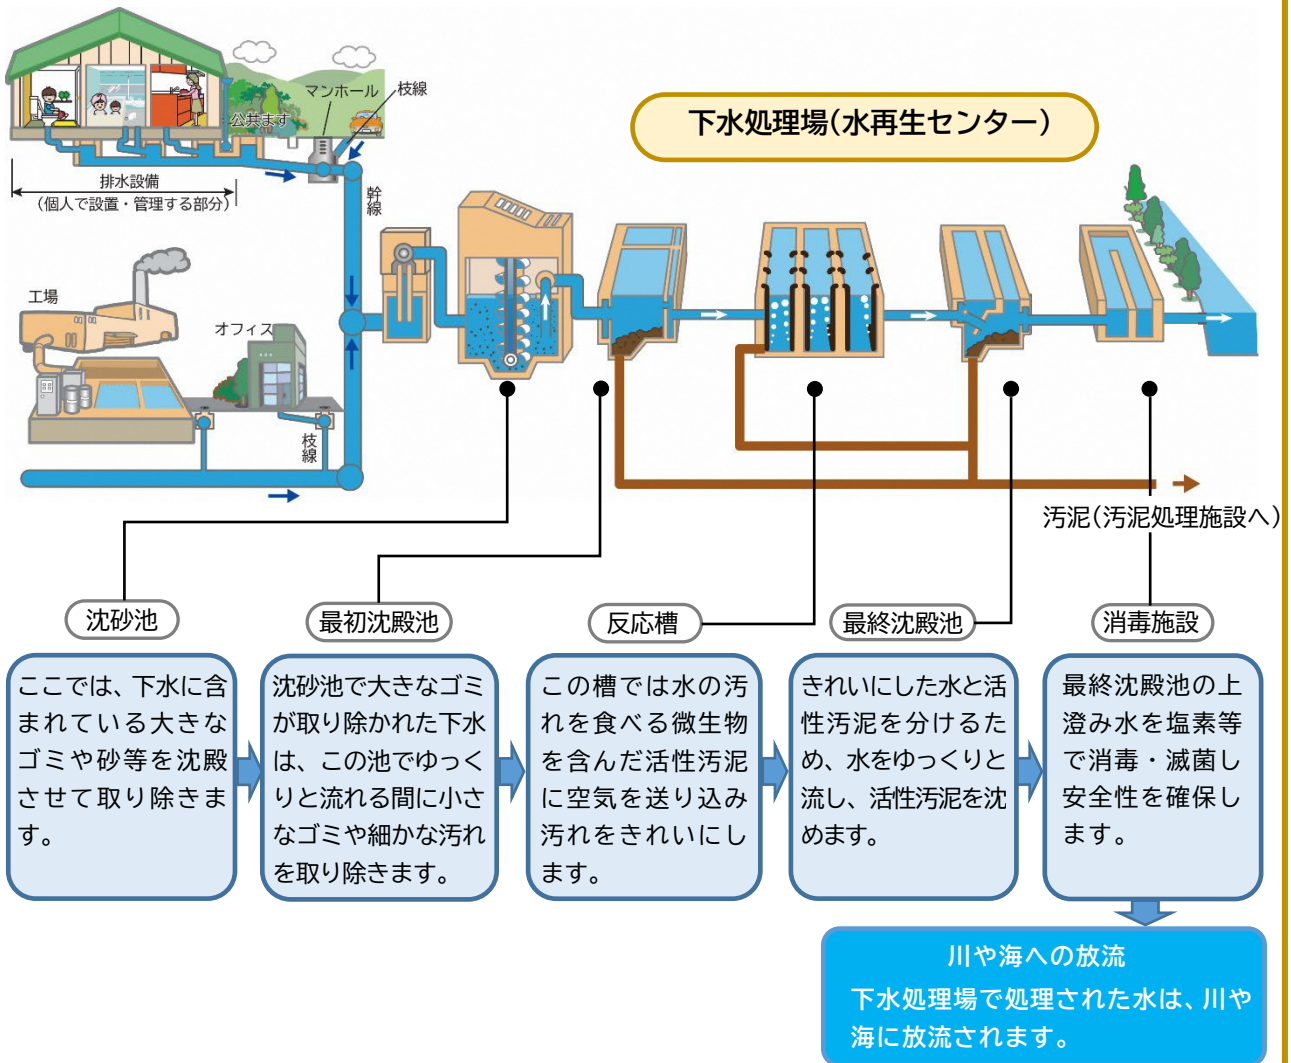 マンホール
枝線
公共ます
下水処理場(水再生センター)
排水設備
(個人で設置・管理する部分)
幹線
工場
オフィス
枝線
汚泥(汚泥処理施設へ)
沈砂池
最初沈殿池
反応槽
最終沈殿池
消毒施設
ここでは、下水に含
まれている大きな
ゴミや砂等を沈殿
させて取り除きま
す。
沈砂池で大きなゴミ
が取り除かれた下水
は、この池でゆっく
りと流れる間に小さ
なゴミや細かな汚れ
を取り除きます。
この槽では水の汚
れを食べる微生物
を含んだ活性汚泥
に空気を送り込み
汚れをきれいにし
ます。
きれいにした水と活
性汚泥を分けるた
め、水をゆっくりと
流し、活性汚泥を沈
めます。
最終沈殿池の上
澄み水を塩素等
で消毒・滅菌し
安全性を確保し
ます。
川や海への放流
下水処理場で処理された水は、川や
海に放流されます。